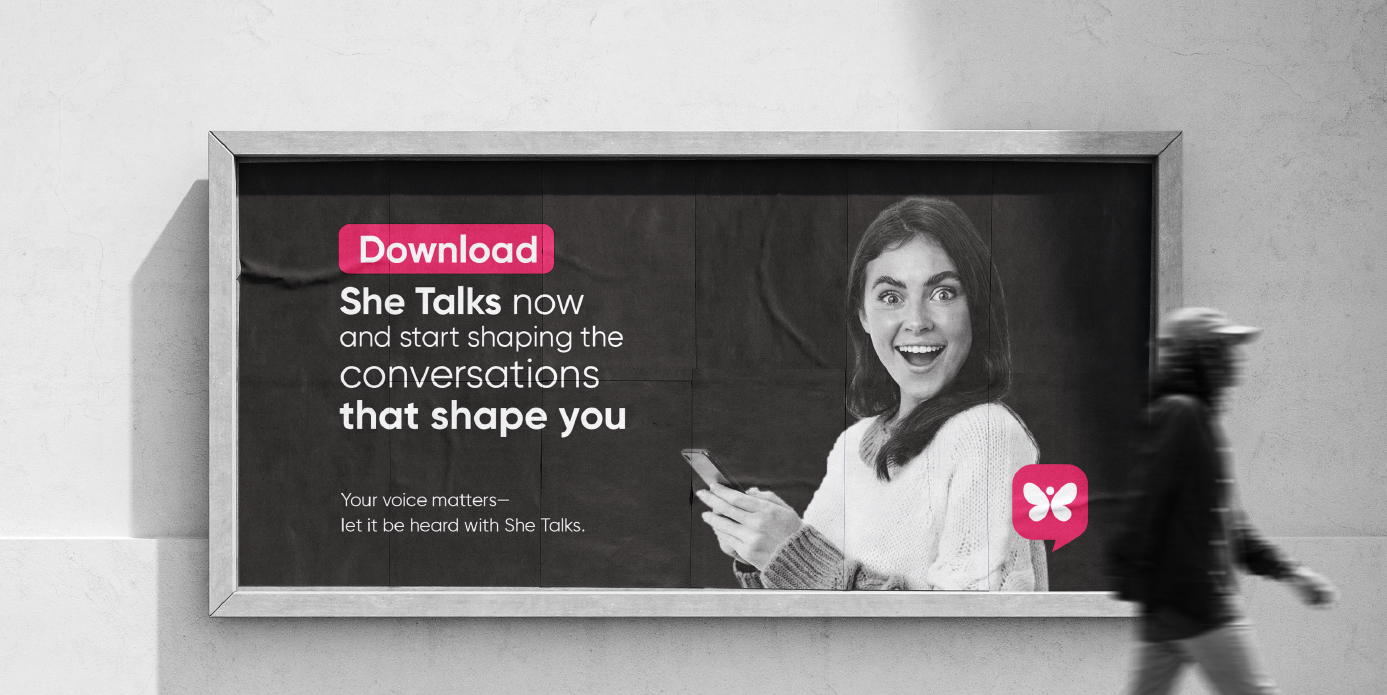 Download
She Talks now
and start shaping the
conversations
that shape you
Your voice matters—
let it be heard with She Talks.